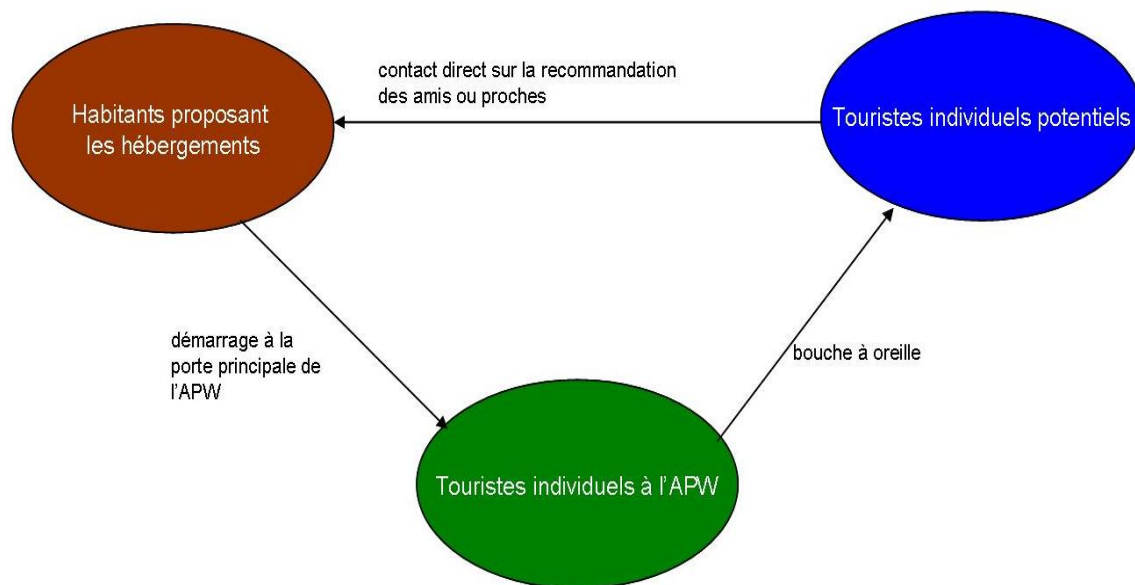 contact direct sur la recommandation
des amis ou proches
Habitants proposant
les hébergements
Touristes individuels potentiels
démarrage à la
porte principale de
l'APW
bouche à oreille
Touristes individuels à l'APW